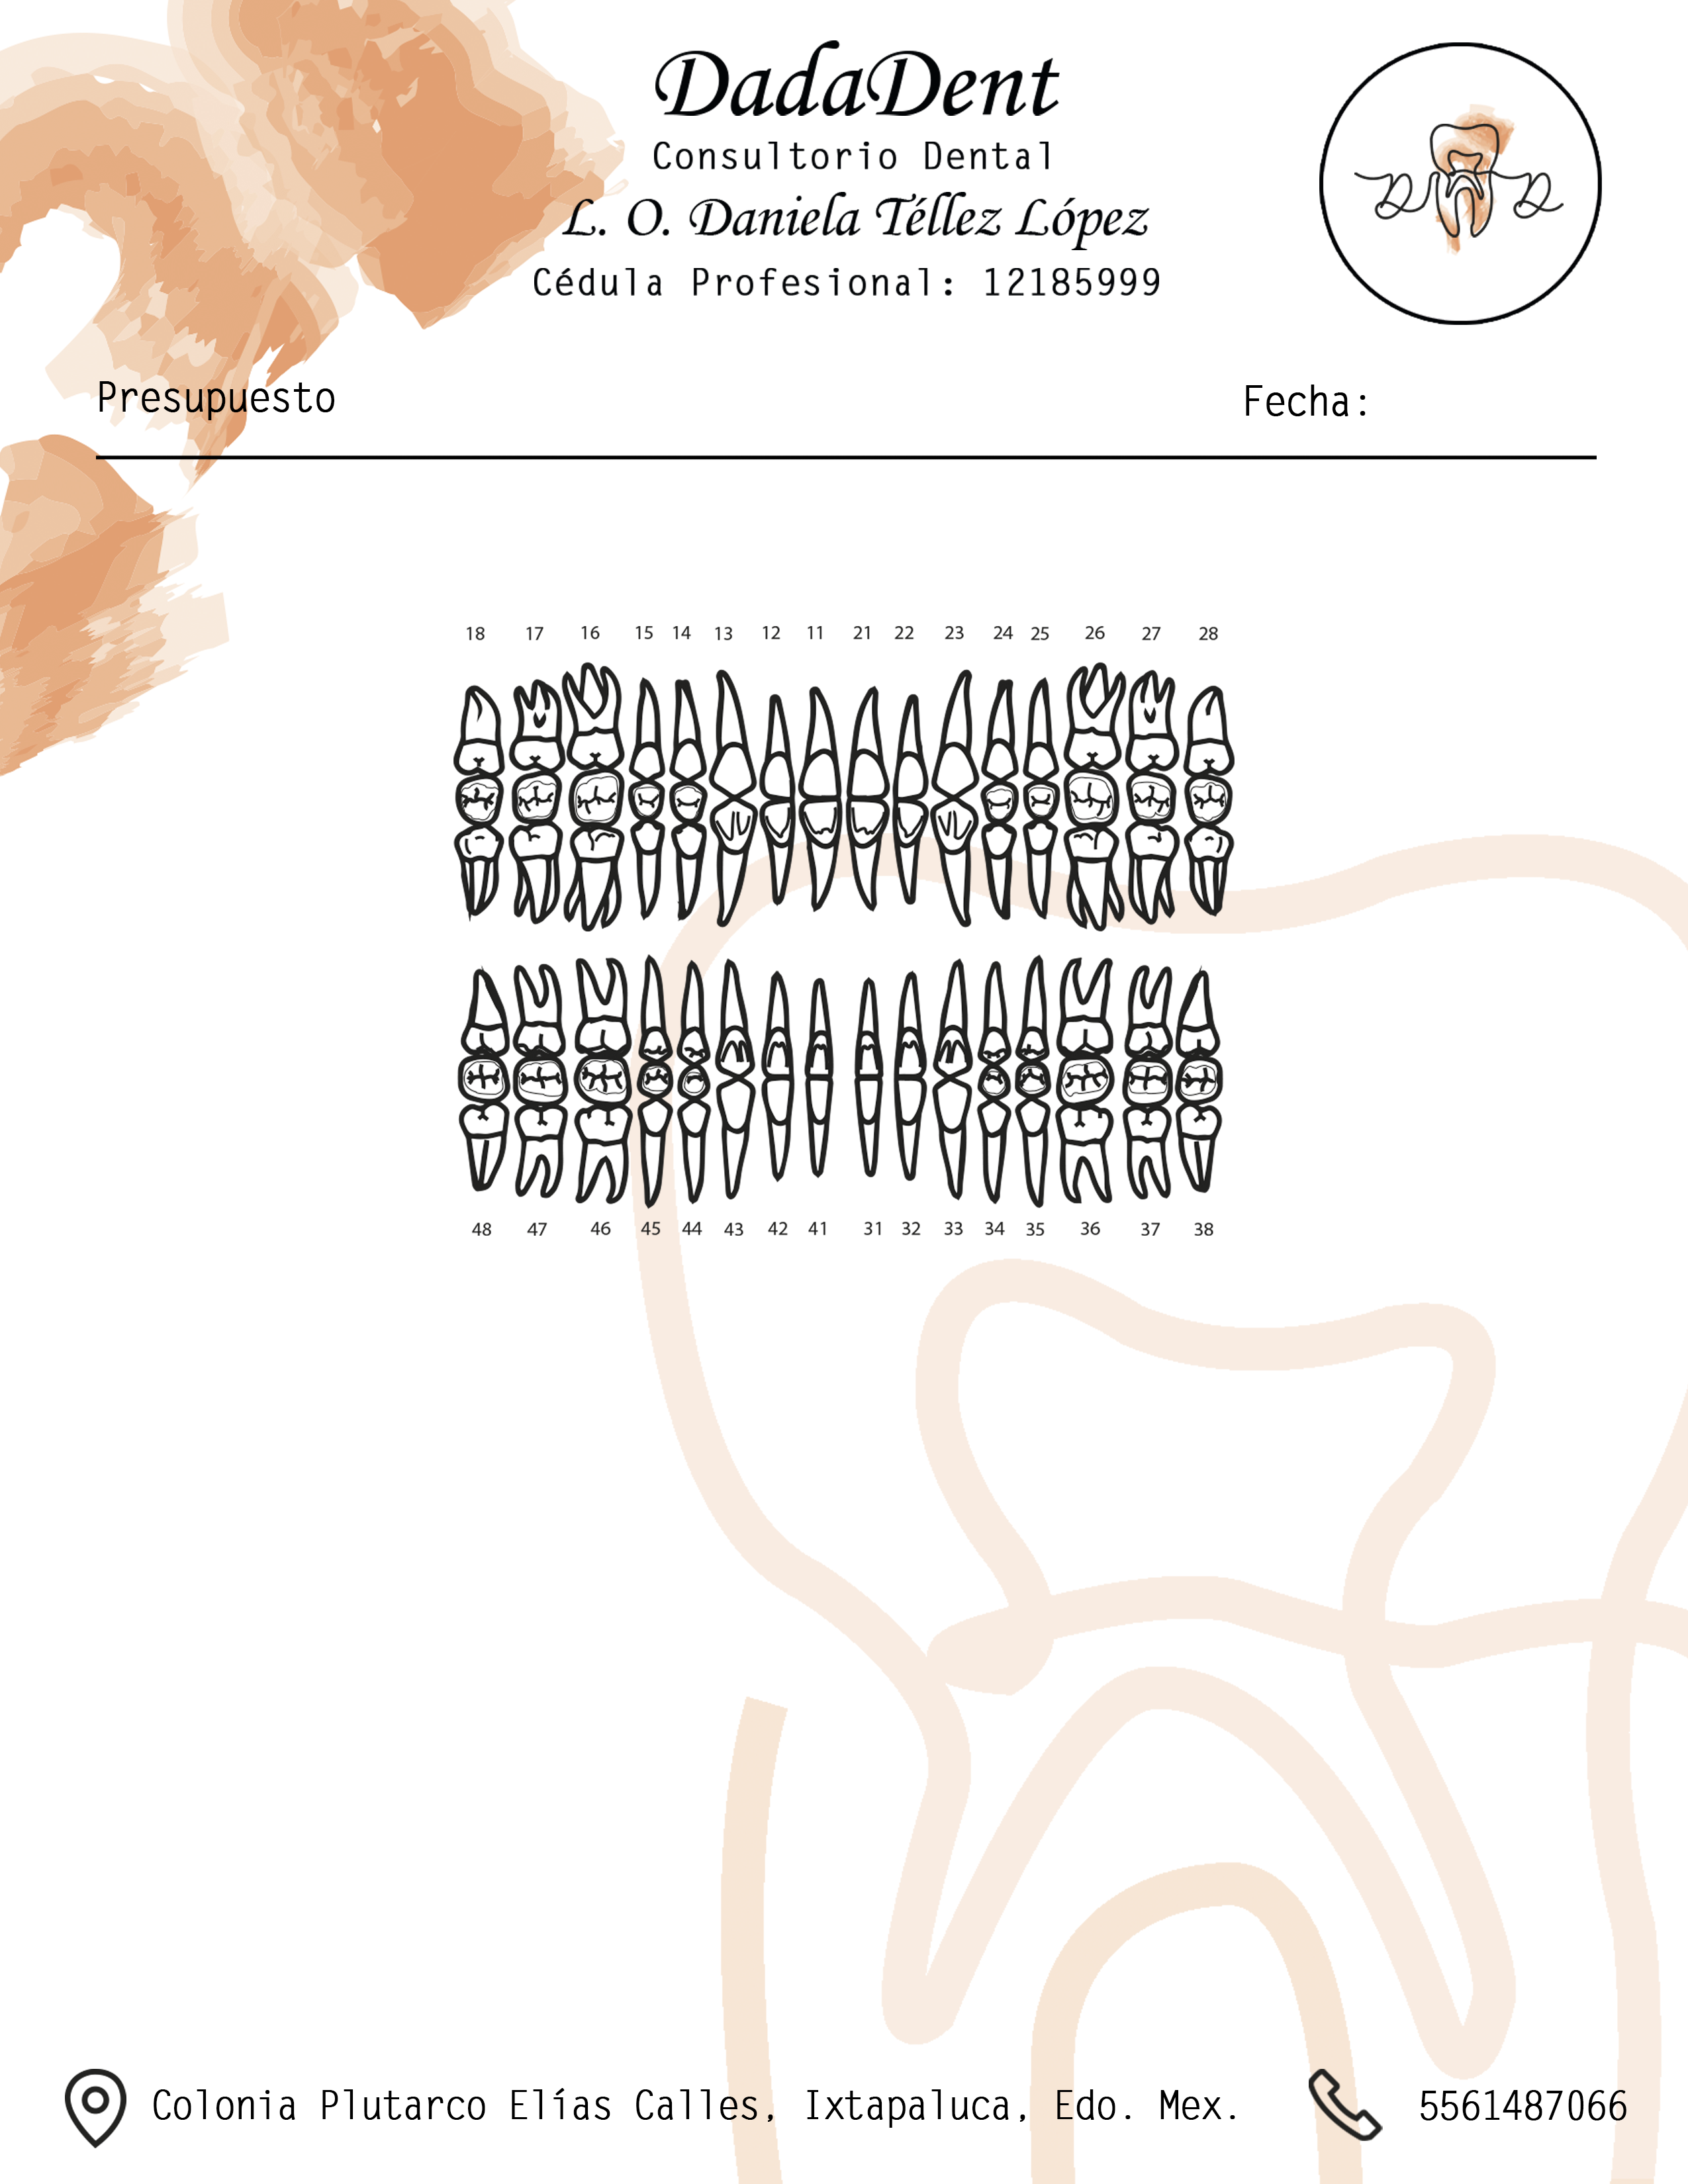 DadaDent
Consultorio Dental
L. O. Daniela Téllez López
Cédula Profesional: 12185999
D D
Presupuesto Fecha:
18 17 16 15 14 13 12 11 21 22 23 24 25 26 27 28
48 47 46 45 44 43 42 41 31 32 33 34 35 36 37 38
Colonia Plutarco Elías Calles, Ixtapaluca, Edo. Mex. 5561487066